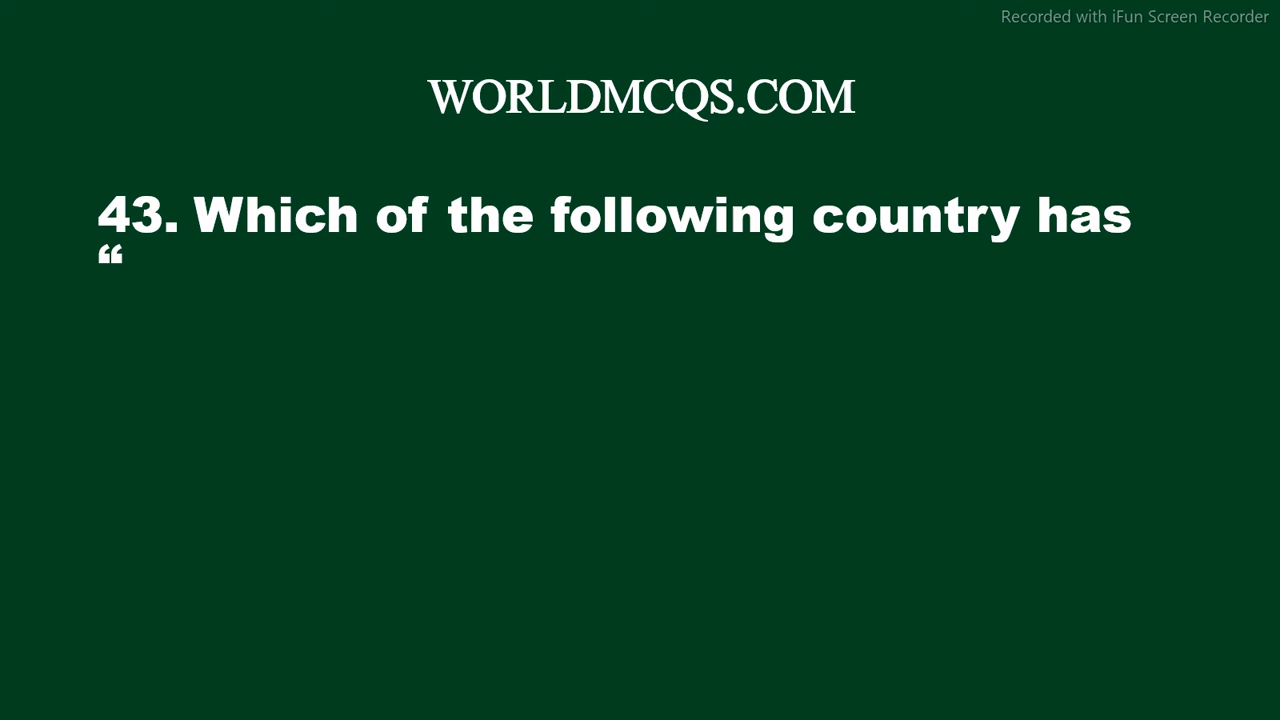 Recorded with iFun Screen Recorder
WORLDMCQS.COM
43. Which of the following country has
“